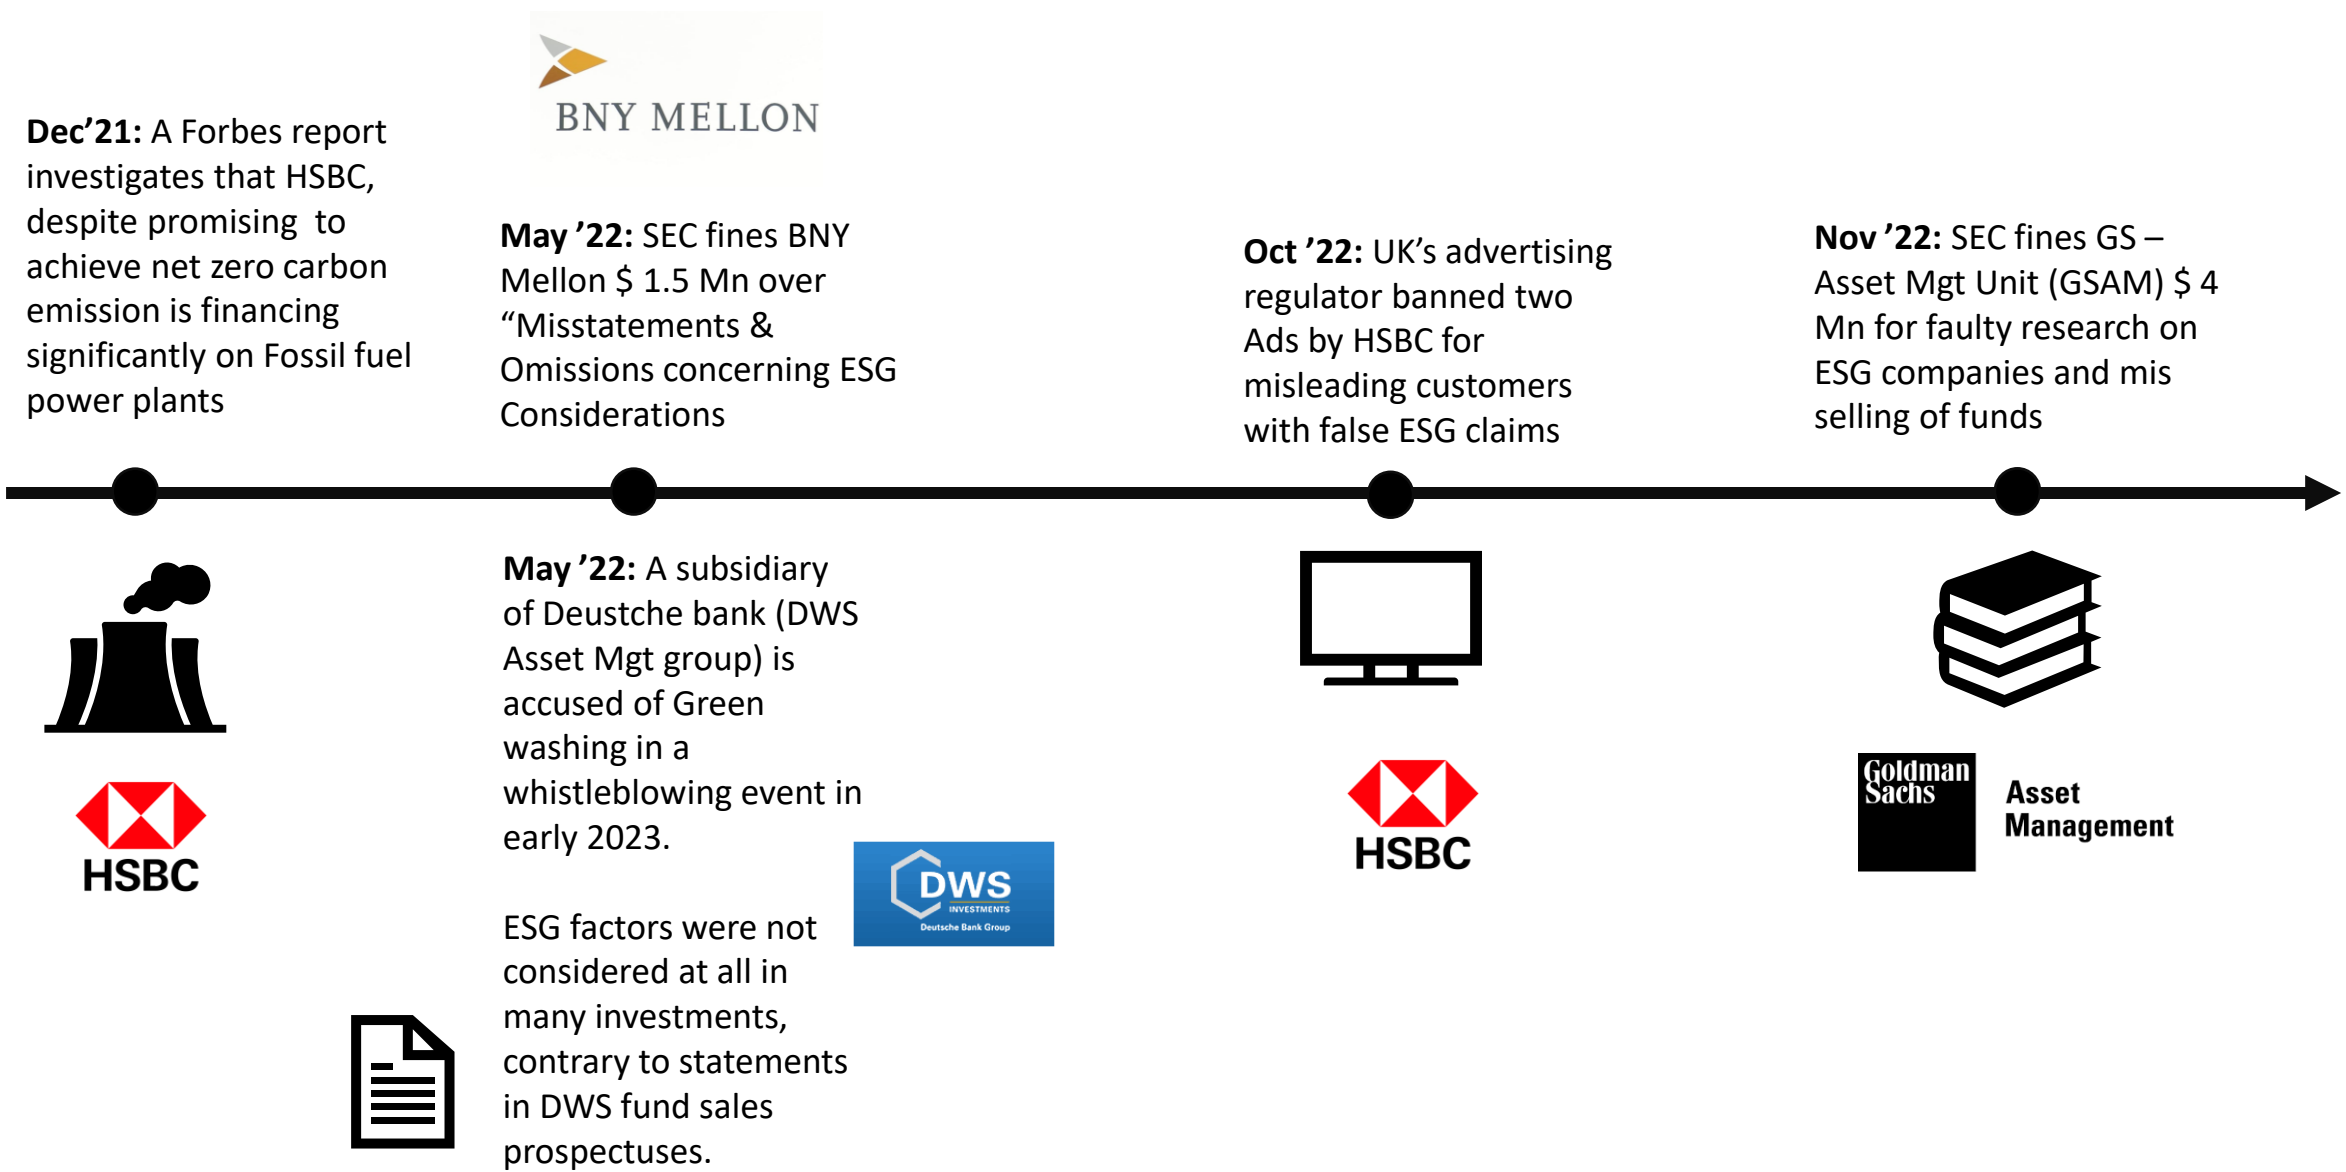 BNY MELLON
Dec’21: A Forbes report
investigates that HSBC,
despite promising  to
achieve net zero carbon
emission is financing
significantly on Fossil fuel
power plants
May ’22: SEC fines BNY
Mellon $ 1.5 Mn over
“Misstatements &
Omissions concerning ESG
Considerations
Oct ’22: UK’s advertising
regulator banned two
Ads by HSBC for
misleading customers
with false ESG claims
Nov ’22: SEC fines GS –
Asset Mgt Unit (GSAM) $ 4
Mn for faulty research on
ESG companies and mis
selling of funds
HSBC
May ’22: A subsidiary
of Deustche bank (DWS
Asset Mgt group) is
accused of Green
washing in a
whistleblowing event in
early 2023.
ESG factors were not
considered at all in
many investments,
contrary to statements
in DWS fund sales
prospectuses.
DWS
INVESTMENTS
Deutsche Bank Group
HSBC
Goldman
Sachs
Asset
Management